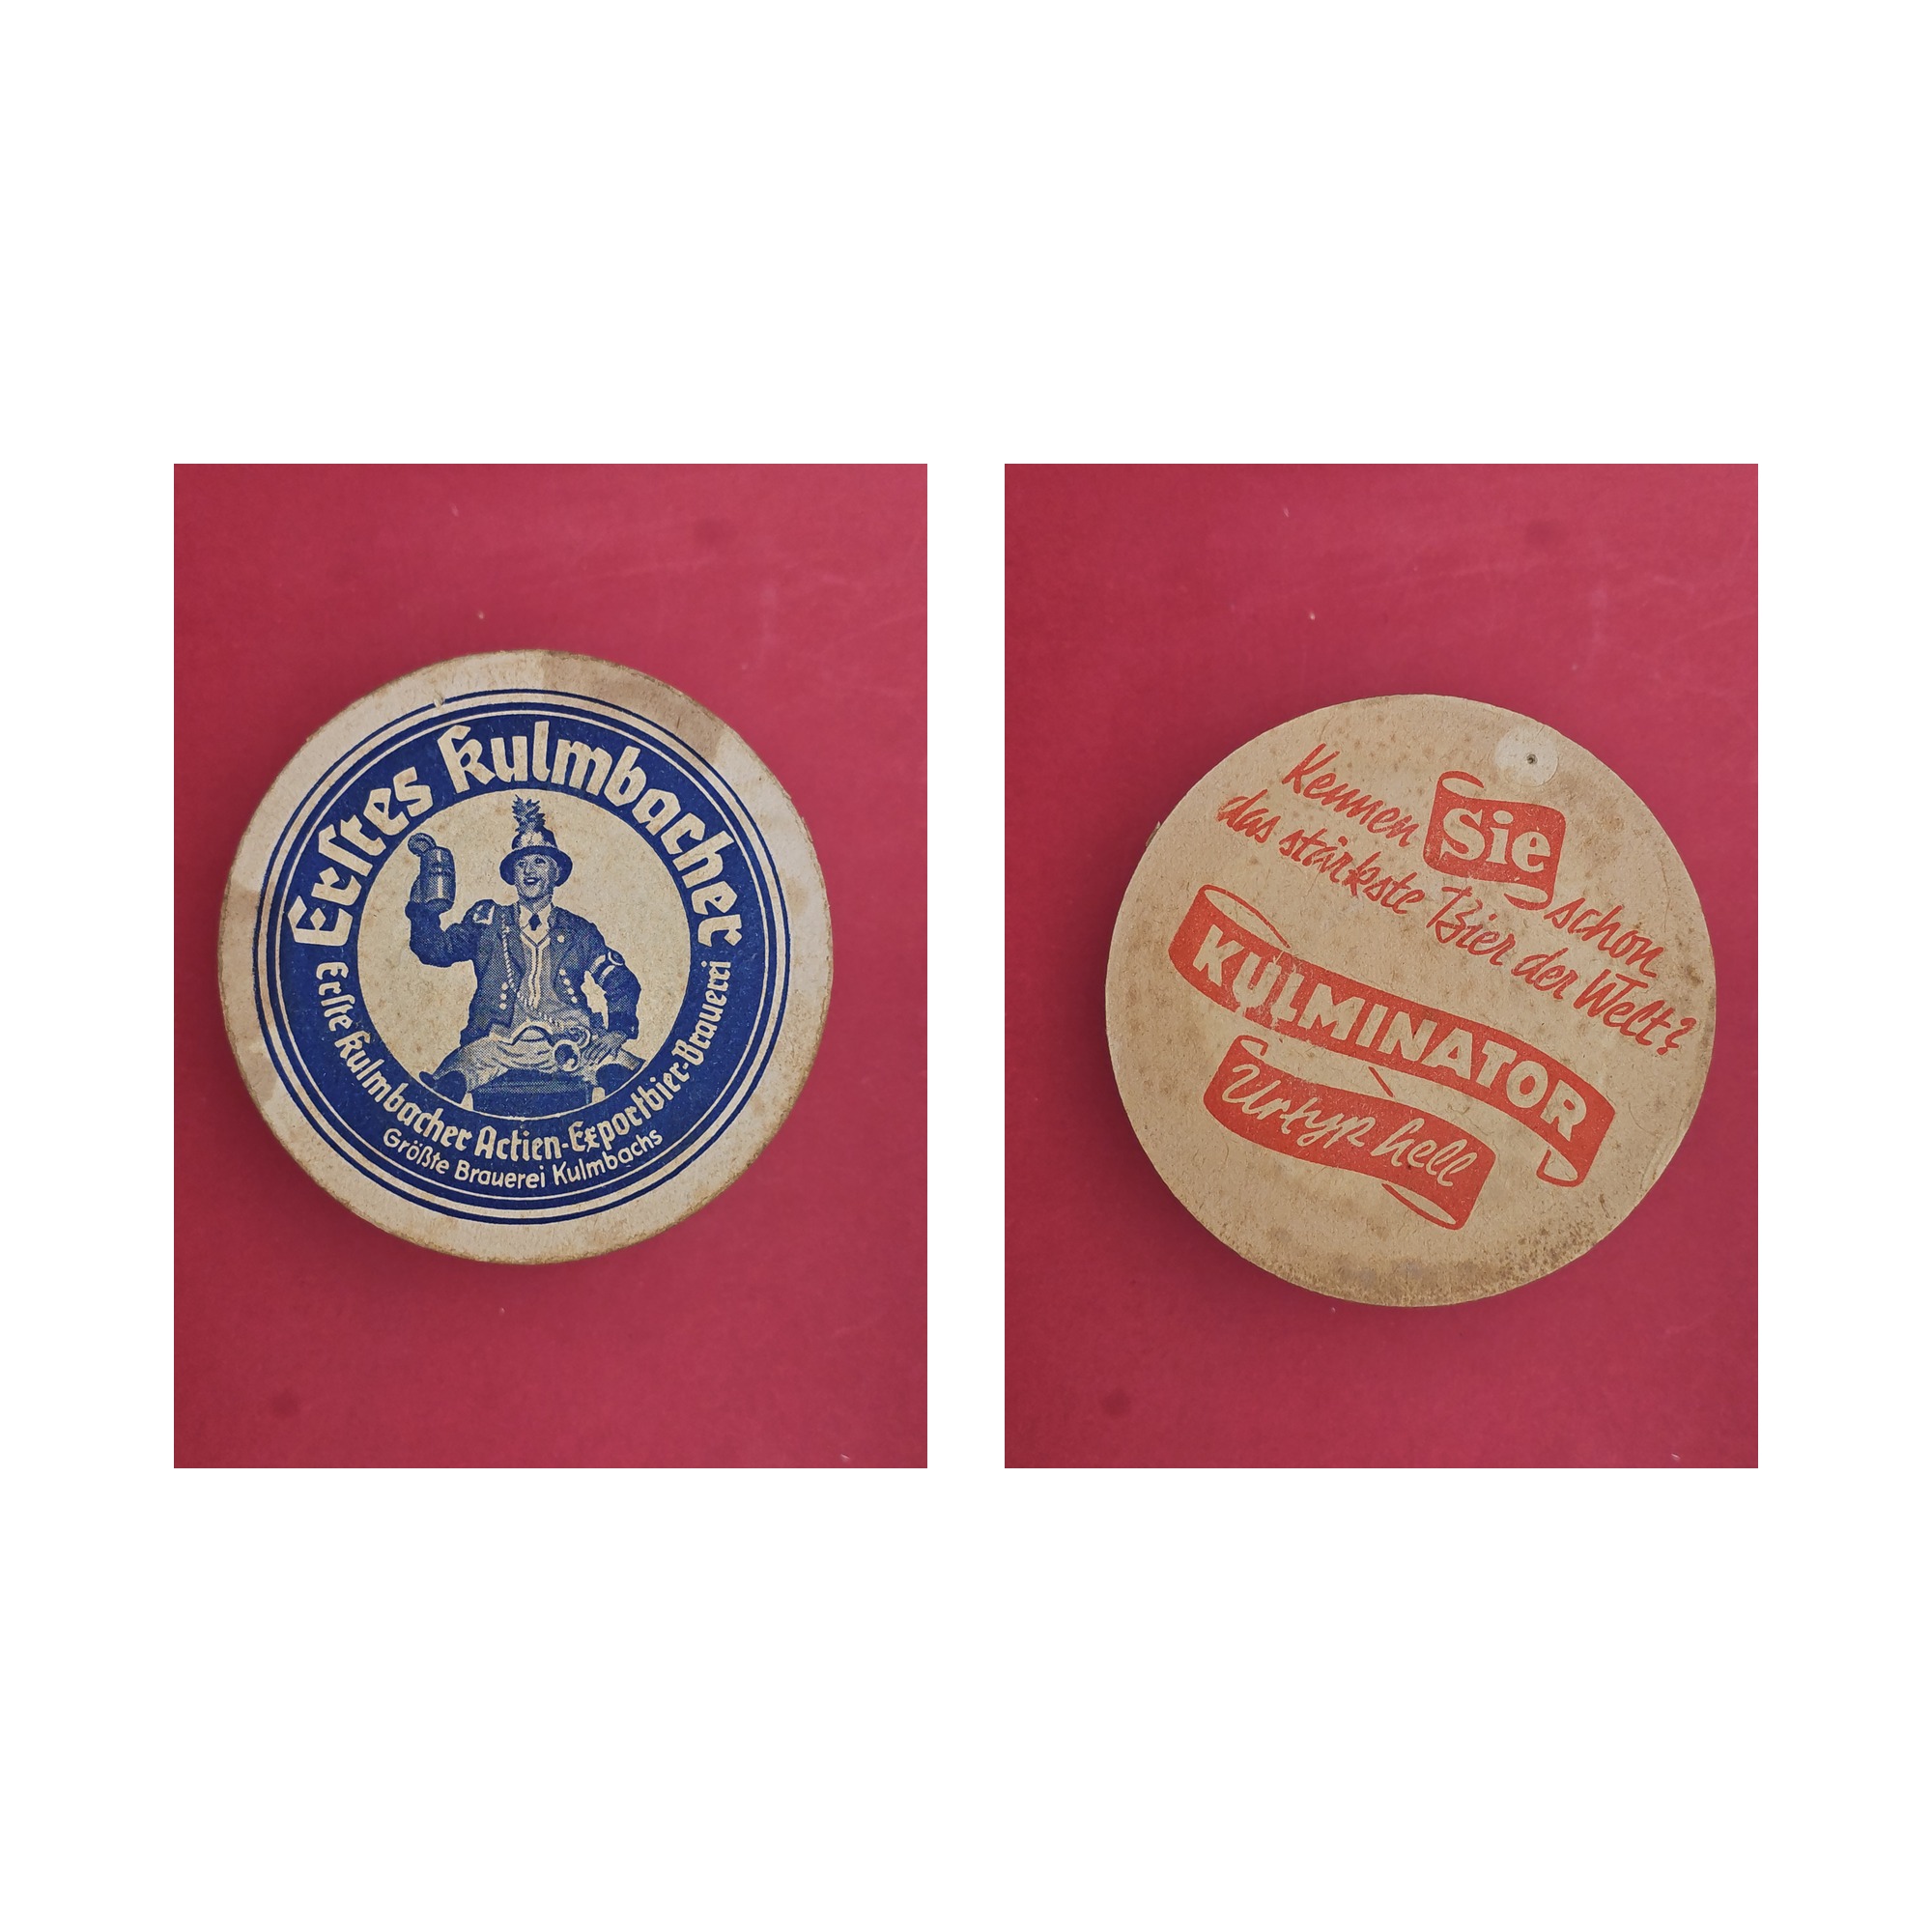 Erſtes Kulmbacher
Erſte Kulmbacher Actien-Exportbier-Brauerei
Größte Brauerei Kulmbachs
Kennen Sie schon
das stärkste Bier der Welt?
KULMINATOR
Urtyp hell